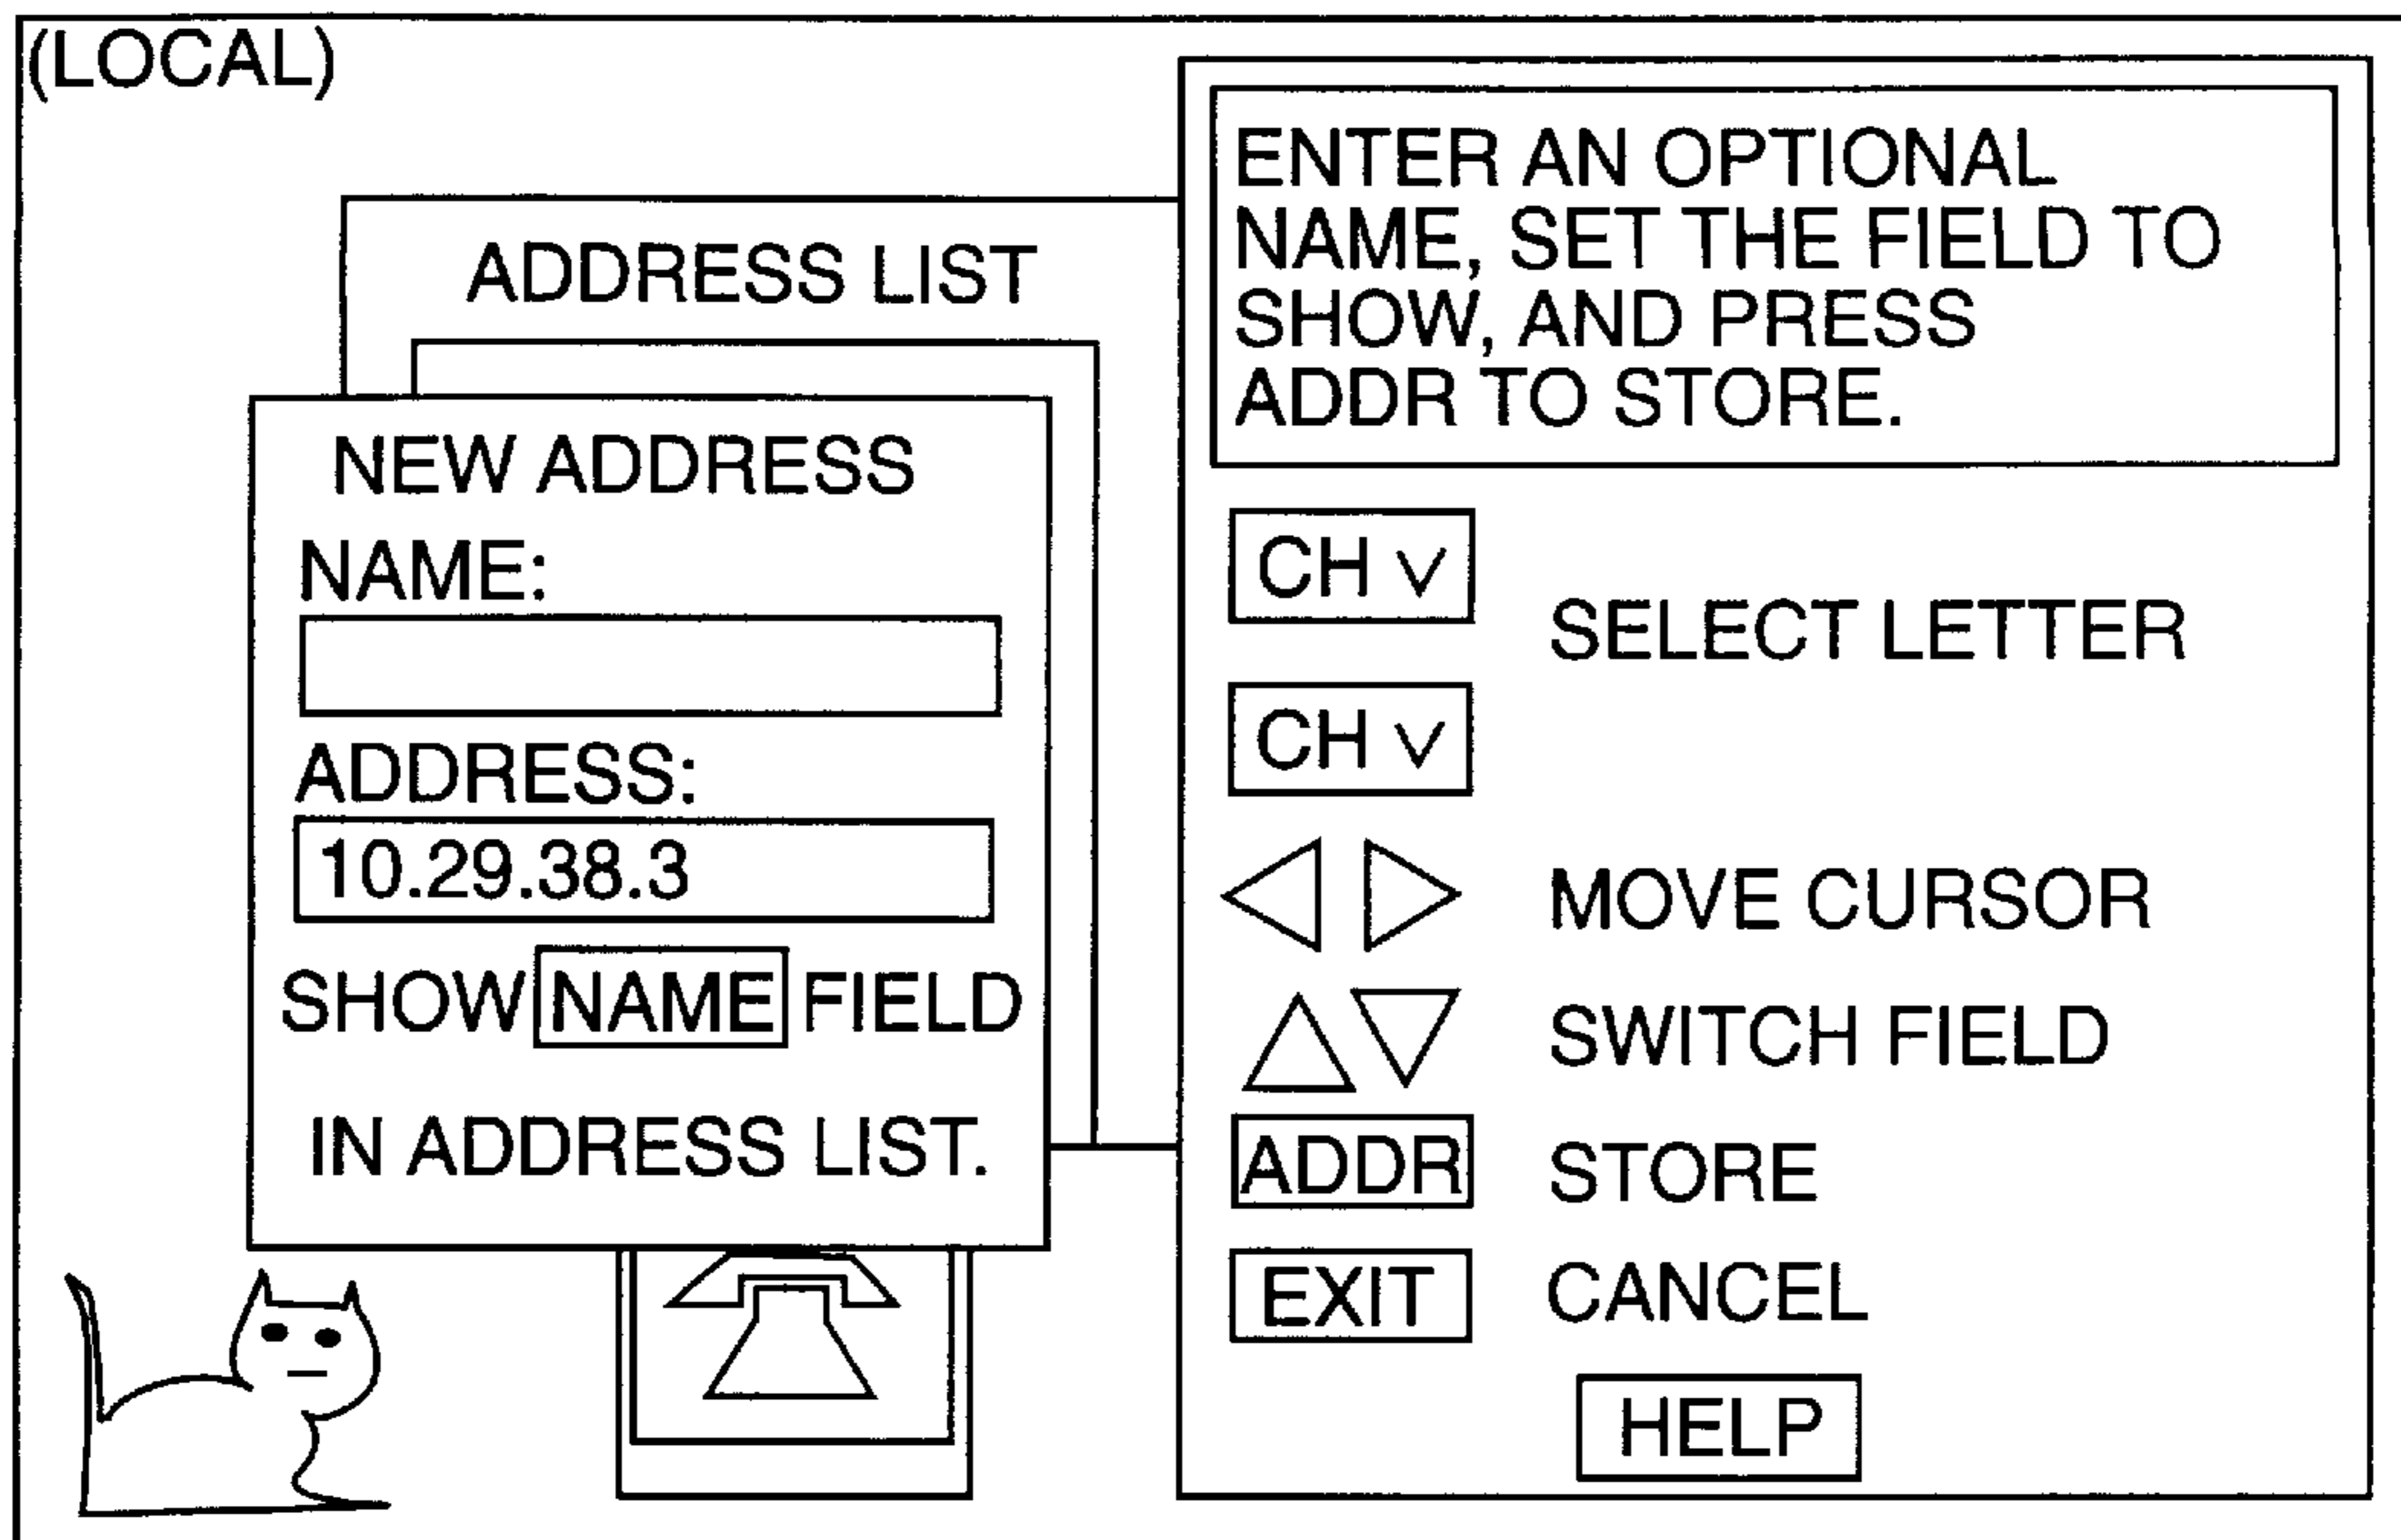 (LOCAL)
ADDRESS LIST
NEW ADDRESS
NAME:
ADDRESS:
10.29.38.3
SHOW NAME FIELD
IN ADDRESS LIST.
ENTER AN OPTIONAL
NAME, SET THE FIELD TO
SHOW, AND PRESS
ADDR TO STORE.
CH ∨
SELECT LETTER
CH ∨
MOVE CURSOR
SWITCH FIELD
ADDR STORE
EXIT CANCEL
HELP